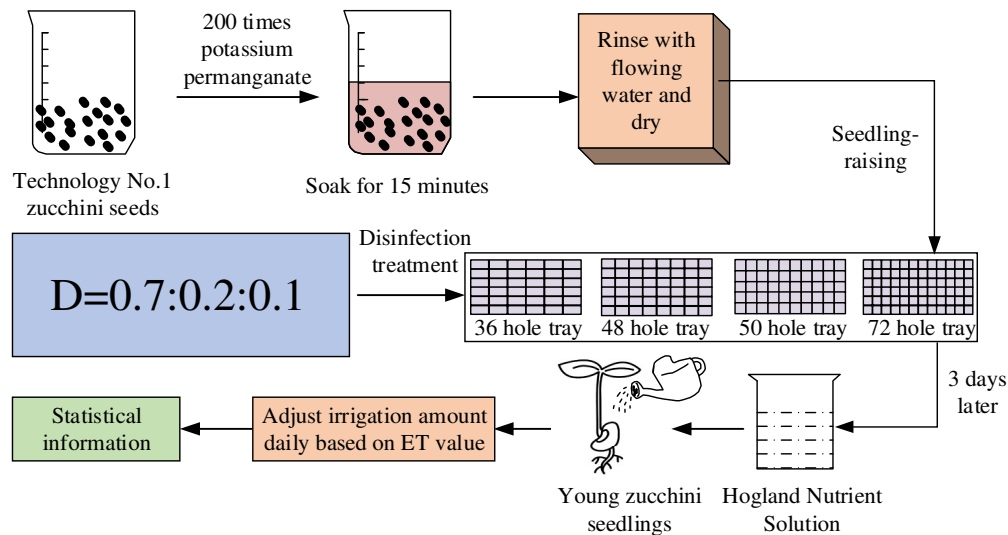 200 times
potassium
permanganate
Rinse with
flowing
water and
dry
Technology No.1
zucchini seeds
Soak for 15 minutes
Seedling-
raising
D=0.7:0.2:0.1
Disinfection
treatment
36 hole tray
48 hole tray
50 hole tray
72 hole tray
3 days
later
Statistical
information
Adjust irrigation amount
daily based on ET value
Young zucchini
seedlings
Hogland Nutrient
Solution